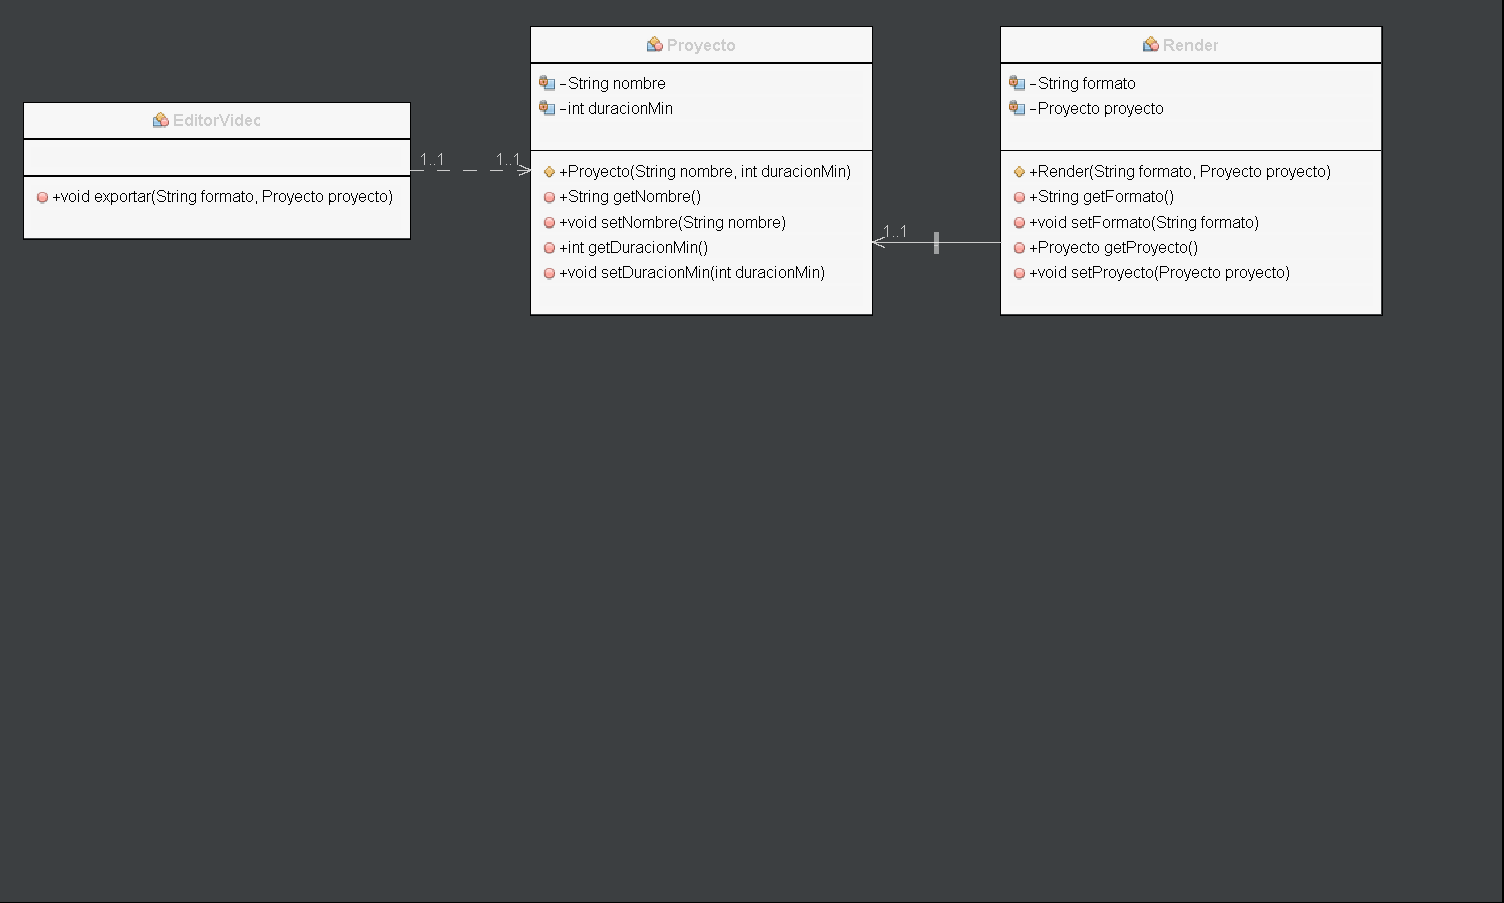 EditorVideo
+void exportar(String formato, Proyecto proyecto)
1..1
1..1
Proyecto
-String nombre
-int duracionMin
+Proyecto(String nombre, int duracionMin)
+String getNombre()
+void setNombre(String nombre)
+int getDuracionMin()
+void setDuracionMin(int duracionMin)
1..1
Render
-String formato
-Proyecto proyecto
+Render(String formato, Proyecto proyecto)
+String getFormato()
+void setFormato(String formato)
+Proyecto getProyecto()
+void setProyecto(Proyecto proyecto)